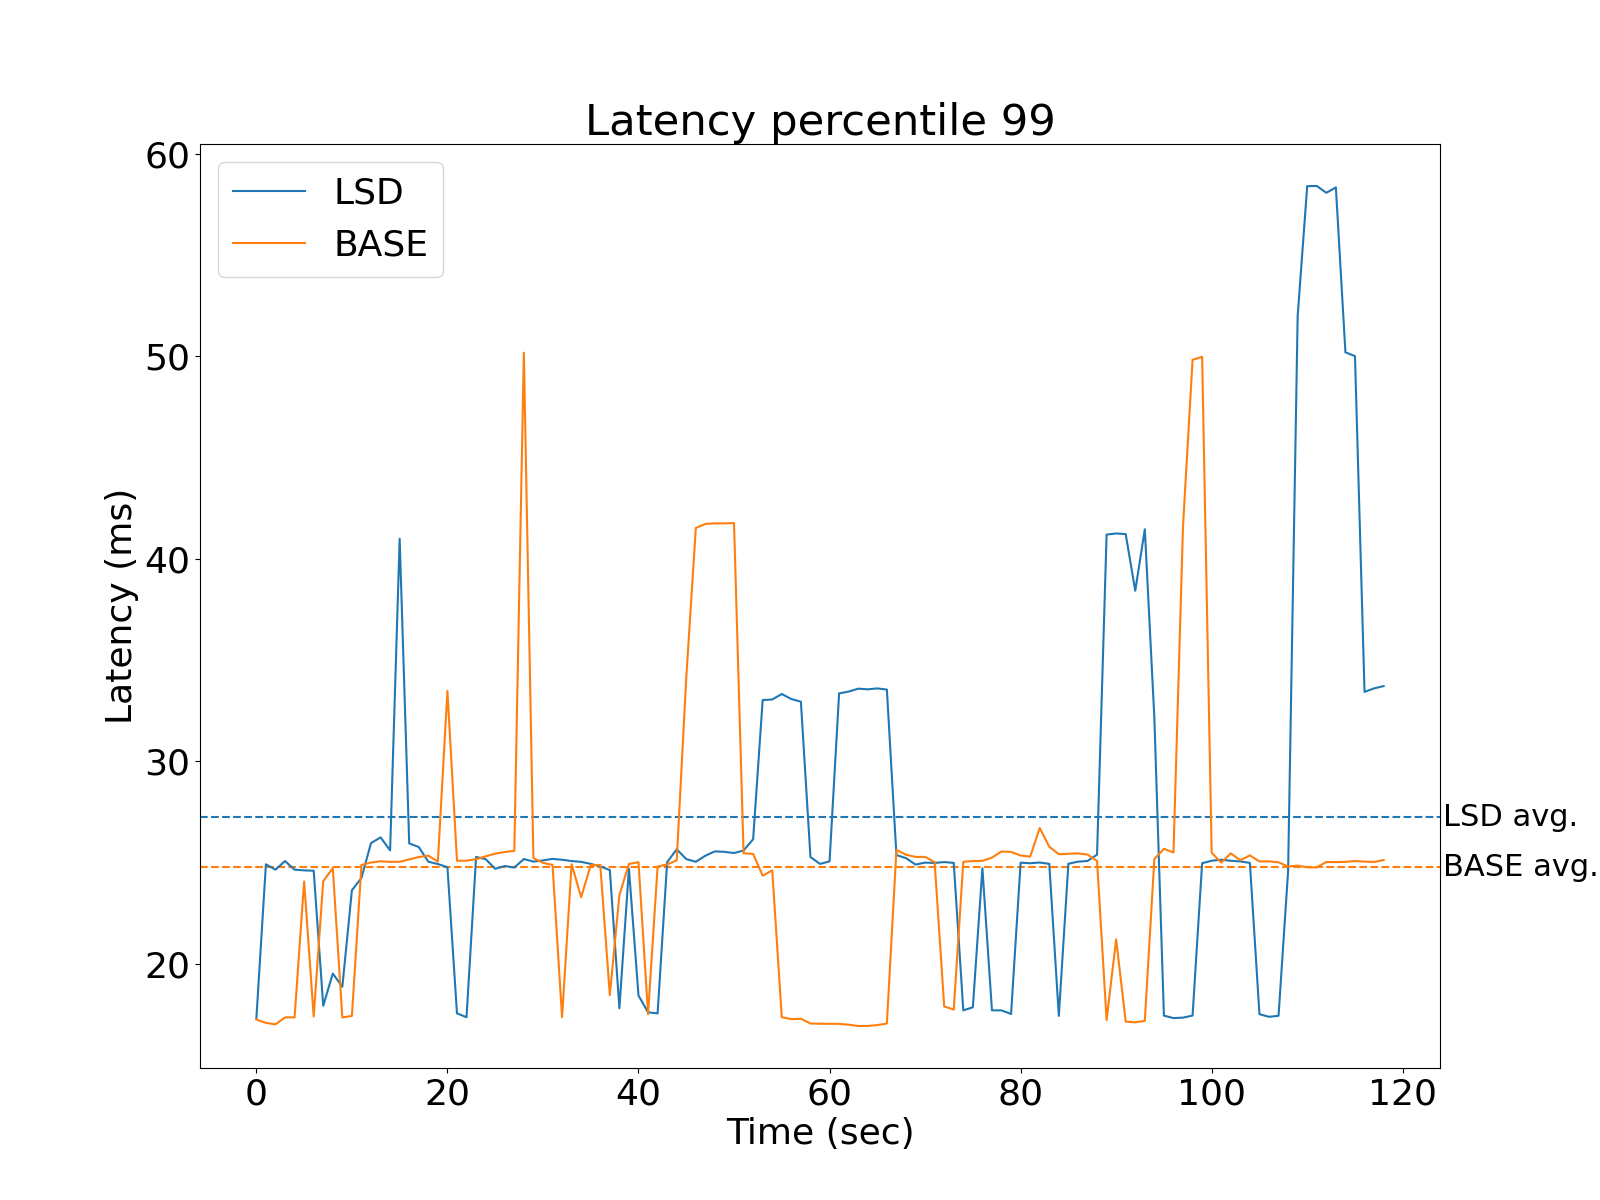 Latency percentile 99
60
50
40
30
20
Latency (ms)
LSD
BASE
LSD avg.
BASE avg.
0 20 40 60 80 100 120
Time (sec)